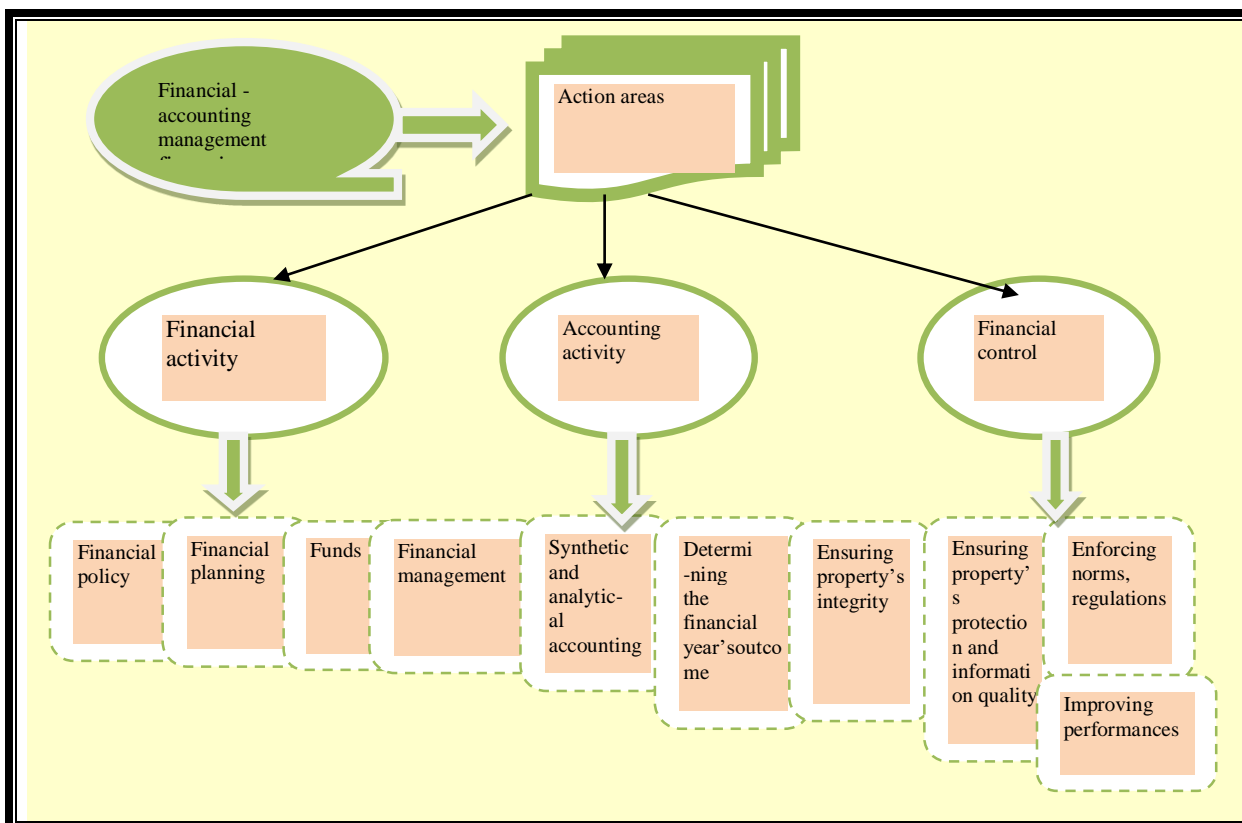 Financial -
accounting
management
Action areas
Financial
activity
Accounting
activity
Financial
control
Financial
policy
Financial
planning
Funds
Financial
management
Synthetic
and
analytic-
al
accounting
Determi
-ning
the
financial
year'soutco
me
Ensuring
property's
integrity
Ensuring
property'
s
protectio
n and
informati
on quality
Enforcing
norms,
regulations
Improving
performances